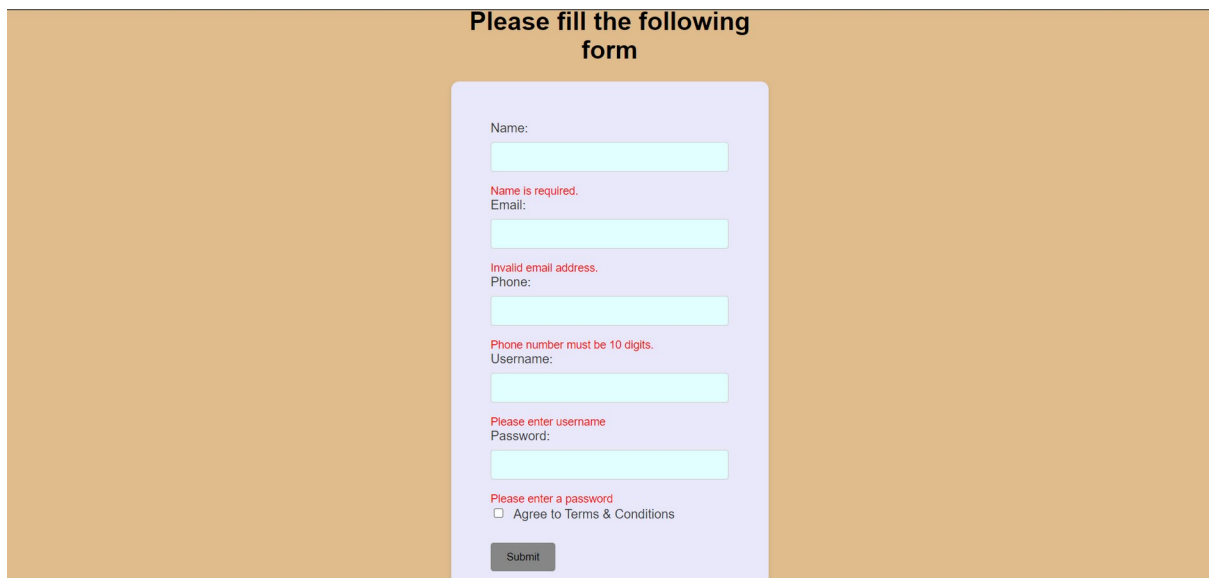 Please fill the following
form
Name:
Name is required.
Email:
Invalid email address.
Phone:
Phone number must be 10 digits.
Username:
Please enter username
Password:
Please enter a password
Agree to Terms & Conditions
Submit